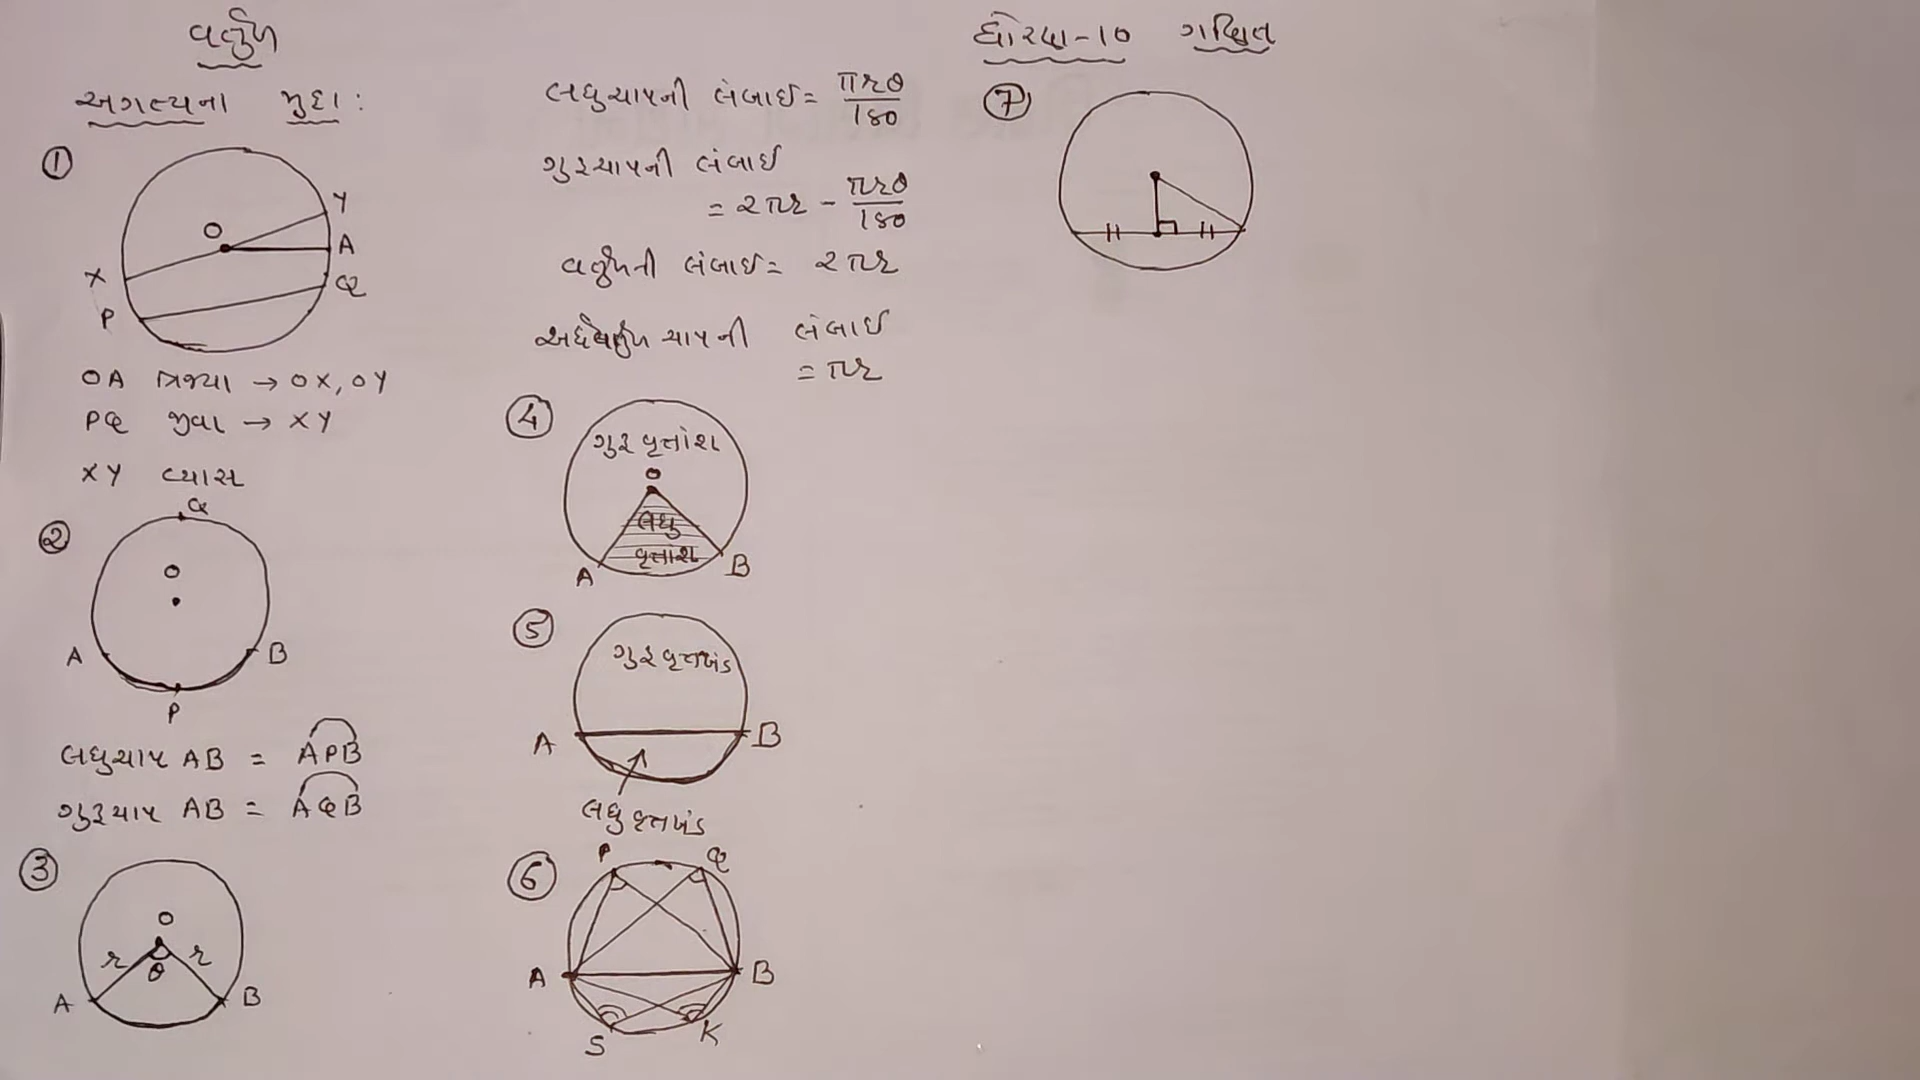 વર્તુળ
ધોરણ-10 ગણિત
અગત્યના મુદ્દા :
①
O
Y
A
X
Q
P
OA ત્રિજ્યા → OX, OY
PQ જીવા → XY
XY વ્યાસ
②
Q
O
A
B
P
લઘુચાપ AB = APB
ગુરૂચાપ AB = AQB
③
O
r r
θ
A B
લઘુચાપની લંબાઈ = πrθ/180
ગુરૂચાપની લંબાઈ
= 2πr - πrθ/180
વર્તુળની લંબાઈ = 2πr
અર્ધવર્તુળ ચાપની લંબાઈ
= πr
④
ગુરૂ વૃત્તાંશ
O
લઘુ
વૃત્તાંશ
A B
⑤
ગુરૂ વૃત્તખંડ
A B
લઘુ વૃત્તખંડ
⑥
P Q
A B
S K
⑦